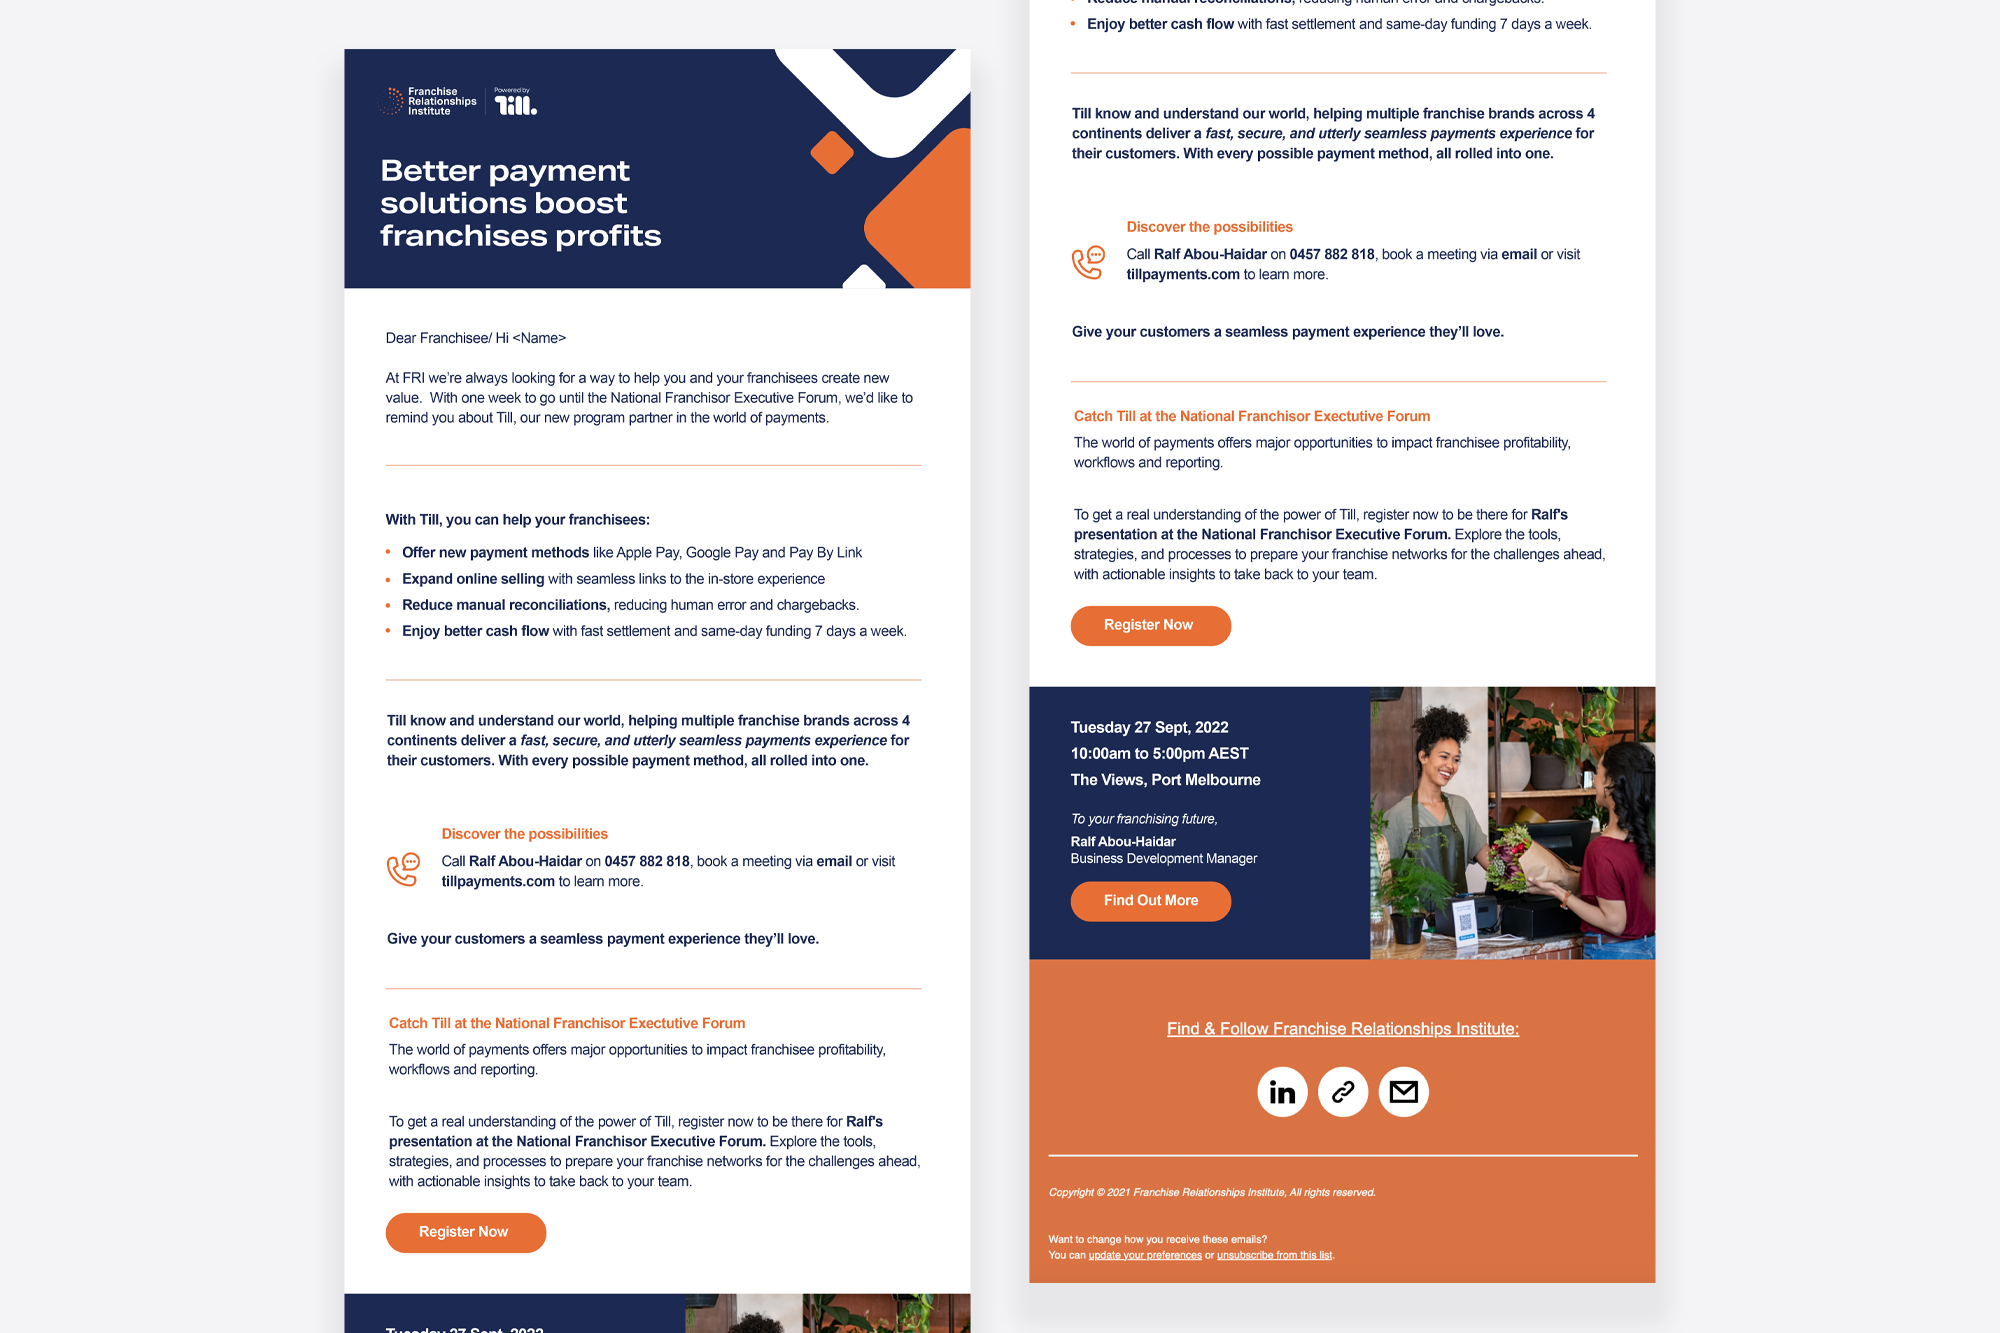 Franchise
Relationships
Institute
Powered by
Till.
Better payment
solutions boost
franchises profits
Dear Franchisee/ Hi <Name>
At FRI we're always looking for a way to help you and your franchisees create new
value.  With one week to go until the National Franchisor Executive Forum, we'd like to
remind you about Till, our new program partner in the world of payments.
With Till, you can help your franchisees:
• Offer new payment methods like Apple Pay, Google Pay and Pay By Link
• Expand online selling with seamless links to the in-store experience
• Reduce manual reconciliations, reducing human error and chargebacks.
• Enjoy better cash flow with fast settlement and same-day funding 7 days a week.
Till know and understand our world, helping multiple franchise brands across 4
continents deliver a fast, secure, and utterly seamless payments experience for
their customers. With every possible payment method, all rolled into one.
Discover the possibilities
Call Ralf Abou-Haidar on 0457 882 818, book a meeting via email or visit
tillpayments.com to learn more.
Give your customers a seamless payment experience they'll love.
Catch Till at the National Franchisor Exectutive Forum
The world of payments offers major opportunities to impact franchisee profitability,
workflows and reporting.
To get a real understanding of the power of Till, register now to be there for Ralf's
presentation at the National Franchisor Executive Forum. Explore the tools,
strategies, and processes to prepare your franchise networks for the challenges ahead,
with actionable insights to take back to your team.
Register Now
Tuesday 27 Sept, 2022
• Reduce manual reconciliations, reducing human error and chargebacks.
• Enjoy better cash flow with fast settlement and same-day funding 7 days a week.
Till know and understand our world, helping multiple franchise brands across 4
continents deliver a fast, secure, and utterly seamless payments experience for
their customers. With every possible payment method, all rolled into one.
Discover the possibilities
Call Ralf Abou-Haidar on 0457 882 818, book a meeting via email or visit
tillpayments.com to learn more.
Give your customers a seamless payment experience they'll love.
Catch Till at the National Franchisor Exectutive Forum
The world of payments offers major opportunities to impact franchisee profitability,
workflows and reporting.
To get a real understanding of the power of Till, register now to be there for Ralf's
presentation at the National Franchisor Executive Forum. Explore the tools,
strategies, and processes to prepare your franchise networks for the challenges ahead,
with actionable insights to take back to your team.
Register Now
Tuesday 27 Sept, 2022
10:00am to 5:00pm AEST
The Views, Port Melbourne
To your franchising future,
Ralf Abou-Haidar
Business Development Manager
Find Out More
Find & Follow Franchise Relationships Institute:
in
Copyright © 2021 Franchise Relationships Institute, All rights reserved.
Want to change how you receive these emails?
You can update your preferences or unsubscribe from this list.